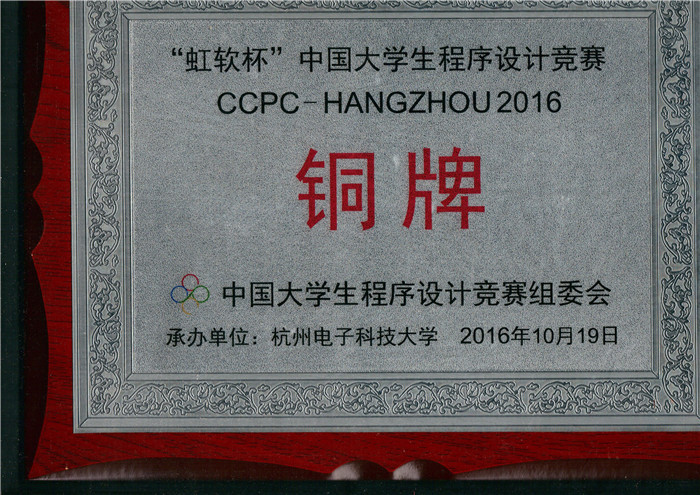 “虹软杯”中国大学生程序设计竞赛
CCPC-HANGZHOU 2016
铜牌
中国大学生程序设计竞赛组委会
承办单位：杭州电子科技大学 2016年10月19日